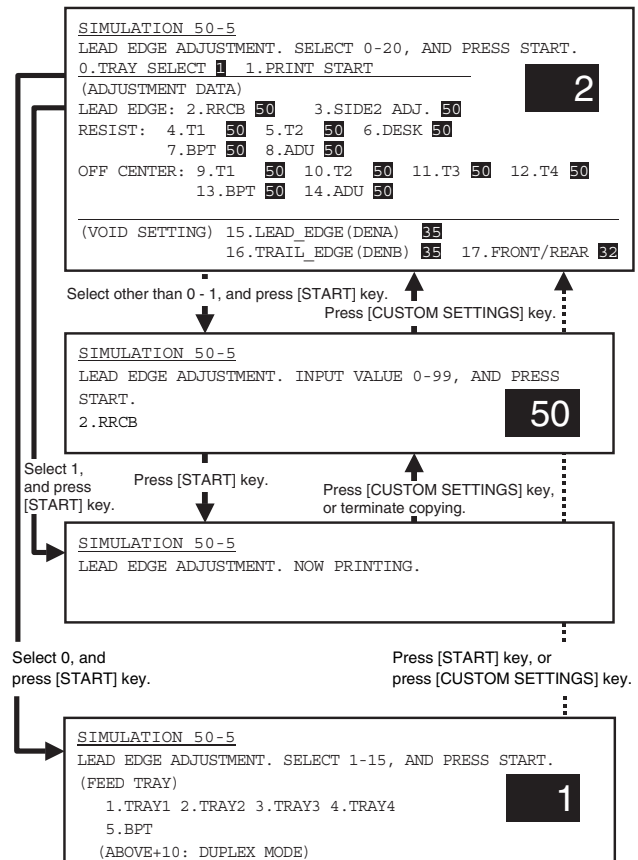 SIMULATION 50-5
LEAD EDGE ADJUSTMENT. SELECT 0-20, AND PRESS START.
0.TRAY SELECT 1 1.PRINT START
2
(ADJUSTMENT DATA)
LEAD EDGE: 2.RRCB 50 3.SIDE2 ADJ. 50
RESIST: 4.T1 50 5.T2 50 6.DESK 50
7.BPT 50 8.ADU 50
OFF CENTER: 9.T1 50 10.T2 50 11.T3 50 12.T4 50
13.BPT 50 14.ADU 50
(VOID SETTING) 15.LEAD_EDGE(DENA) 35
16.TRAIL_EDGE(DENB) 35 17.FRONT/REAR 32
Select other than 0 - 1, and press [START] key.
Press [CUSTOM SETTINGS] key.
SIMULATION 50-5
LEAD EDGE ADJUSTMENT. INPUT VALUE 0-99, AND PRESS
START.
2.RRCB
50
Select 1,
and press
[START] key.
Press [START] key.
Press [CUSTOM SETTINGS] key,
or terminate copying.
SIMULATION 50-5
LEAD EDGE ADJUSTMENT. NOW PRINTING.
Select 0, and
press [START] key.
Press [START] key, or
press [CUSTOM SETTINGS] key.
SIMULATION 50-5
LEAD EDGE ADJUSTMENT. SELECT 1-15, AND PRESS START.
(FEED TRAY)
1
1.TRAY1 2.TRAY2 3.TRAY3 4.TRAY4
5.BPT
(ABOVE+10: DUPLEX MODE)